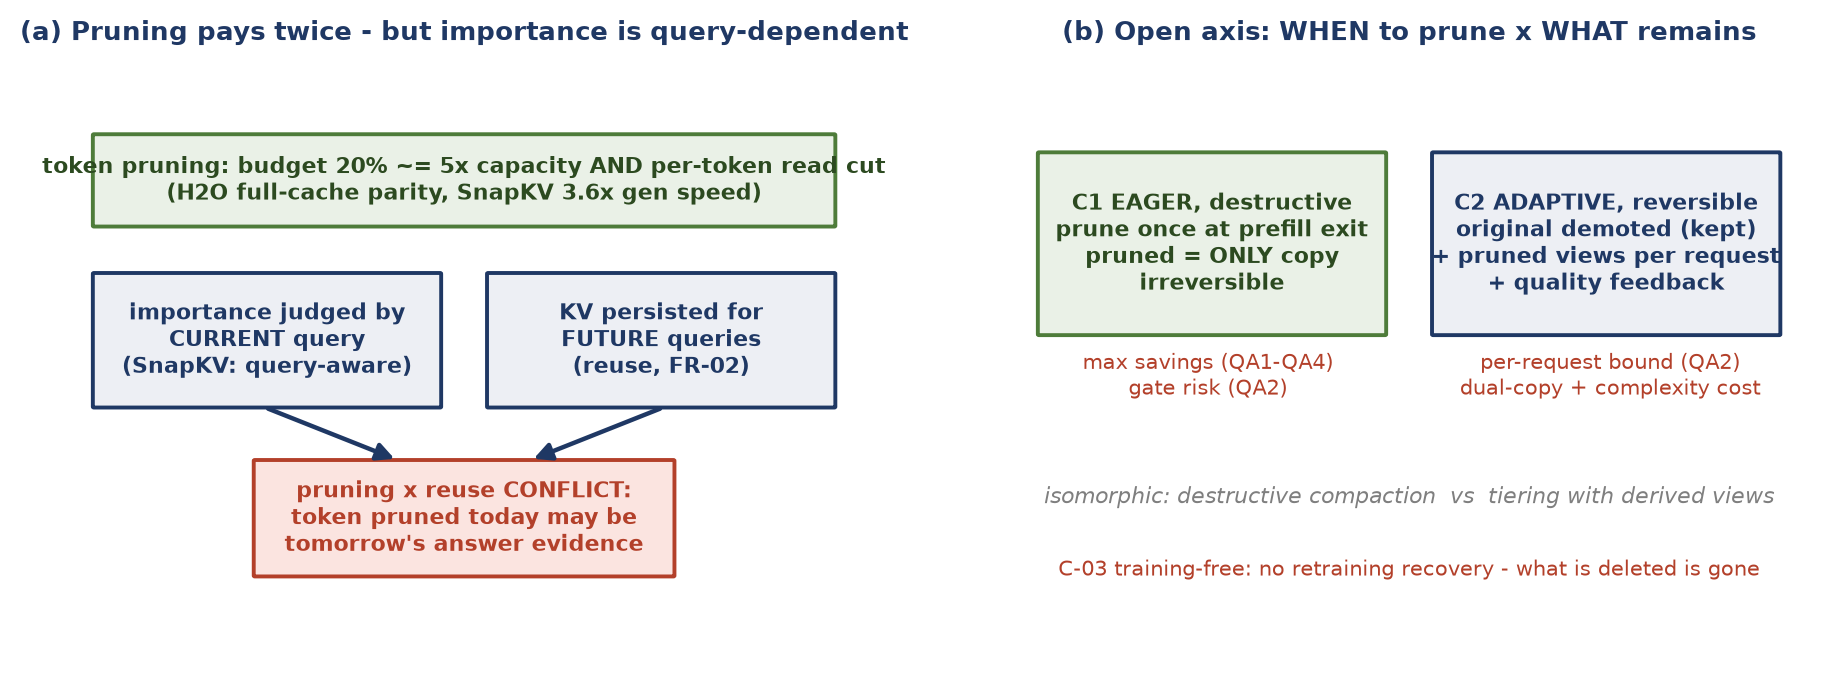 (a) Pruning pays twice - but importance is query-dependent
token pruning: budget 20% ~= 5x capacity AND per-token read cut
(H2O full-cache parity, SnapKV 3.6x gen speed)
importance judged by
CURRENT query
(SnapKV: query-aware)
KV persisted for
FUTURE queries
(reuse, FR-02)
pruning x reuse CONFLICT:
token pruned today may be
tomorrow's answer evidence
(b) Open axis: WHEN to prune x WHAT remains
C1 EAGER, destructive
prune once at prefill exit
pruned = ONLY copy
irreversible
max savings (QA1-QA4)
gate risk (QA2)
C2 ADAPTIVE, reversible
original demoted (kept)
+ pruned views per request
+ quality feedback
per-request bound (QA2)
dual-copy + complexity cost
isomorphic: destructive compaction  vs  tiering with derived views
C-03 training-free: no retraining recovery - what is deleted is gone